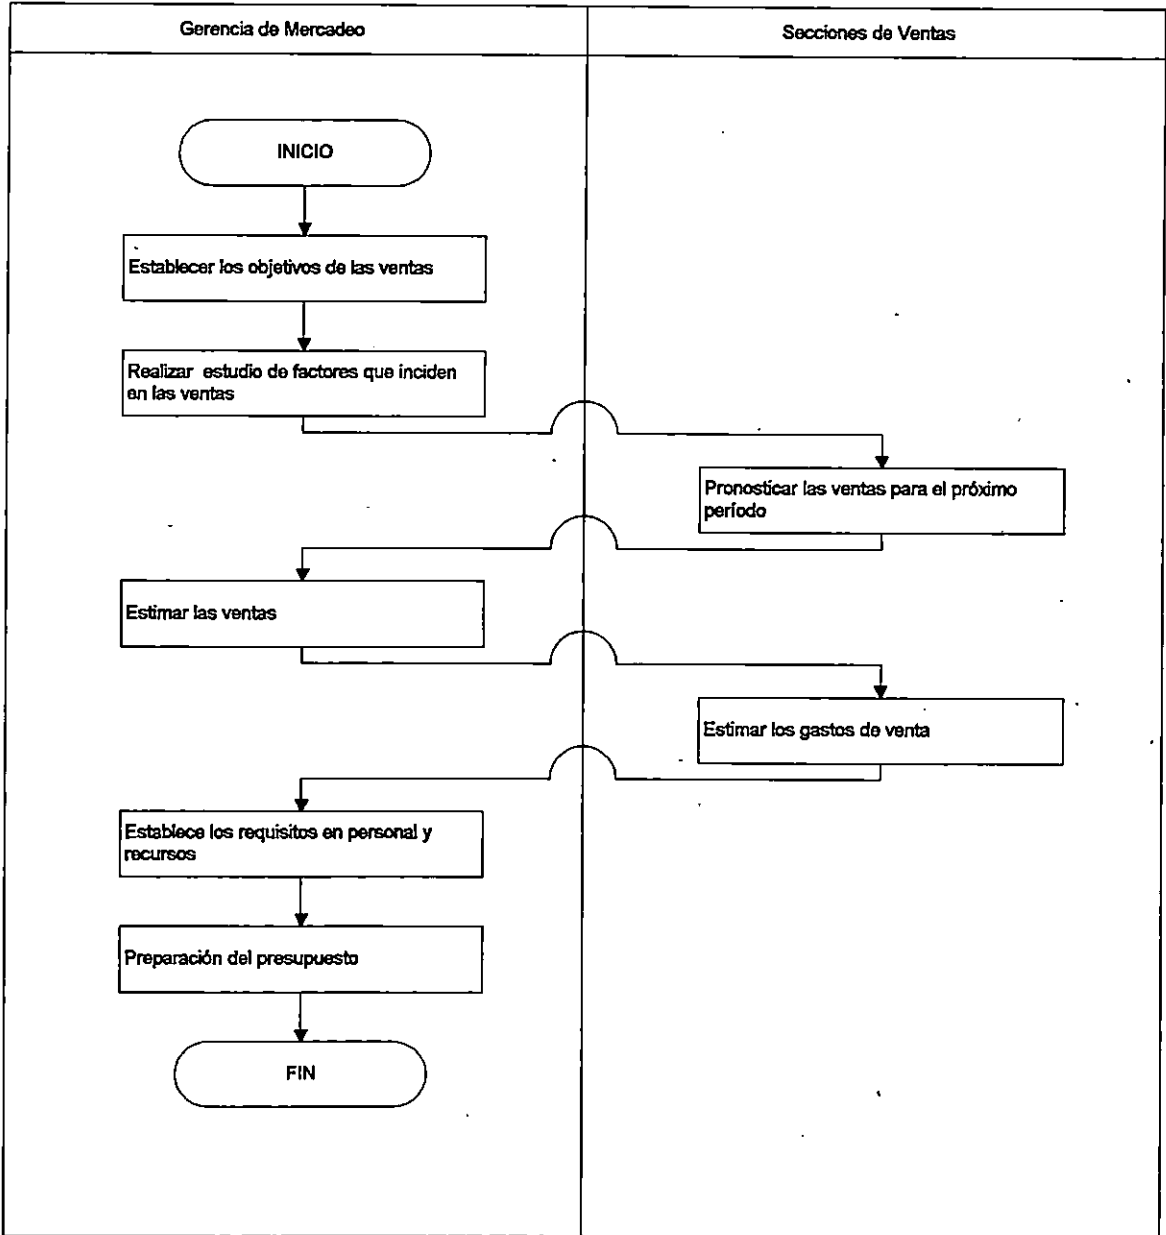 Gerencia de Mercadeo
Secciones de Ventas
INICIO
Establecer los objetivos de las ventas
Realizar estudio de factores que inciden
en las ventas
Pronosticar las ventas para el próximo
período
Estimar las ventas
Estimar los gastos de venta
Establece los requisitos en personal y
recursos
Preparación del presupuesto
FIN